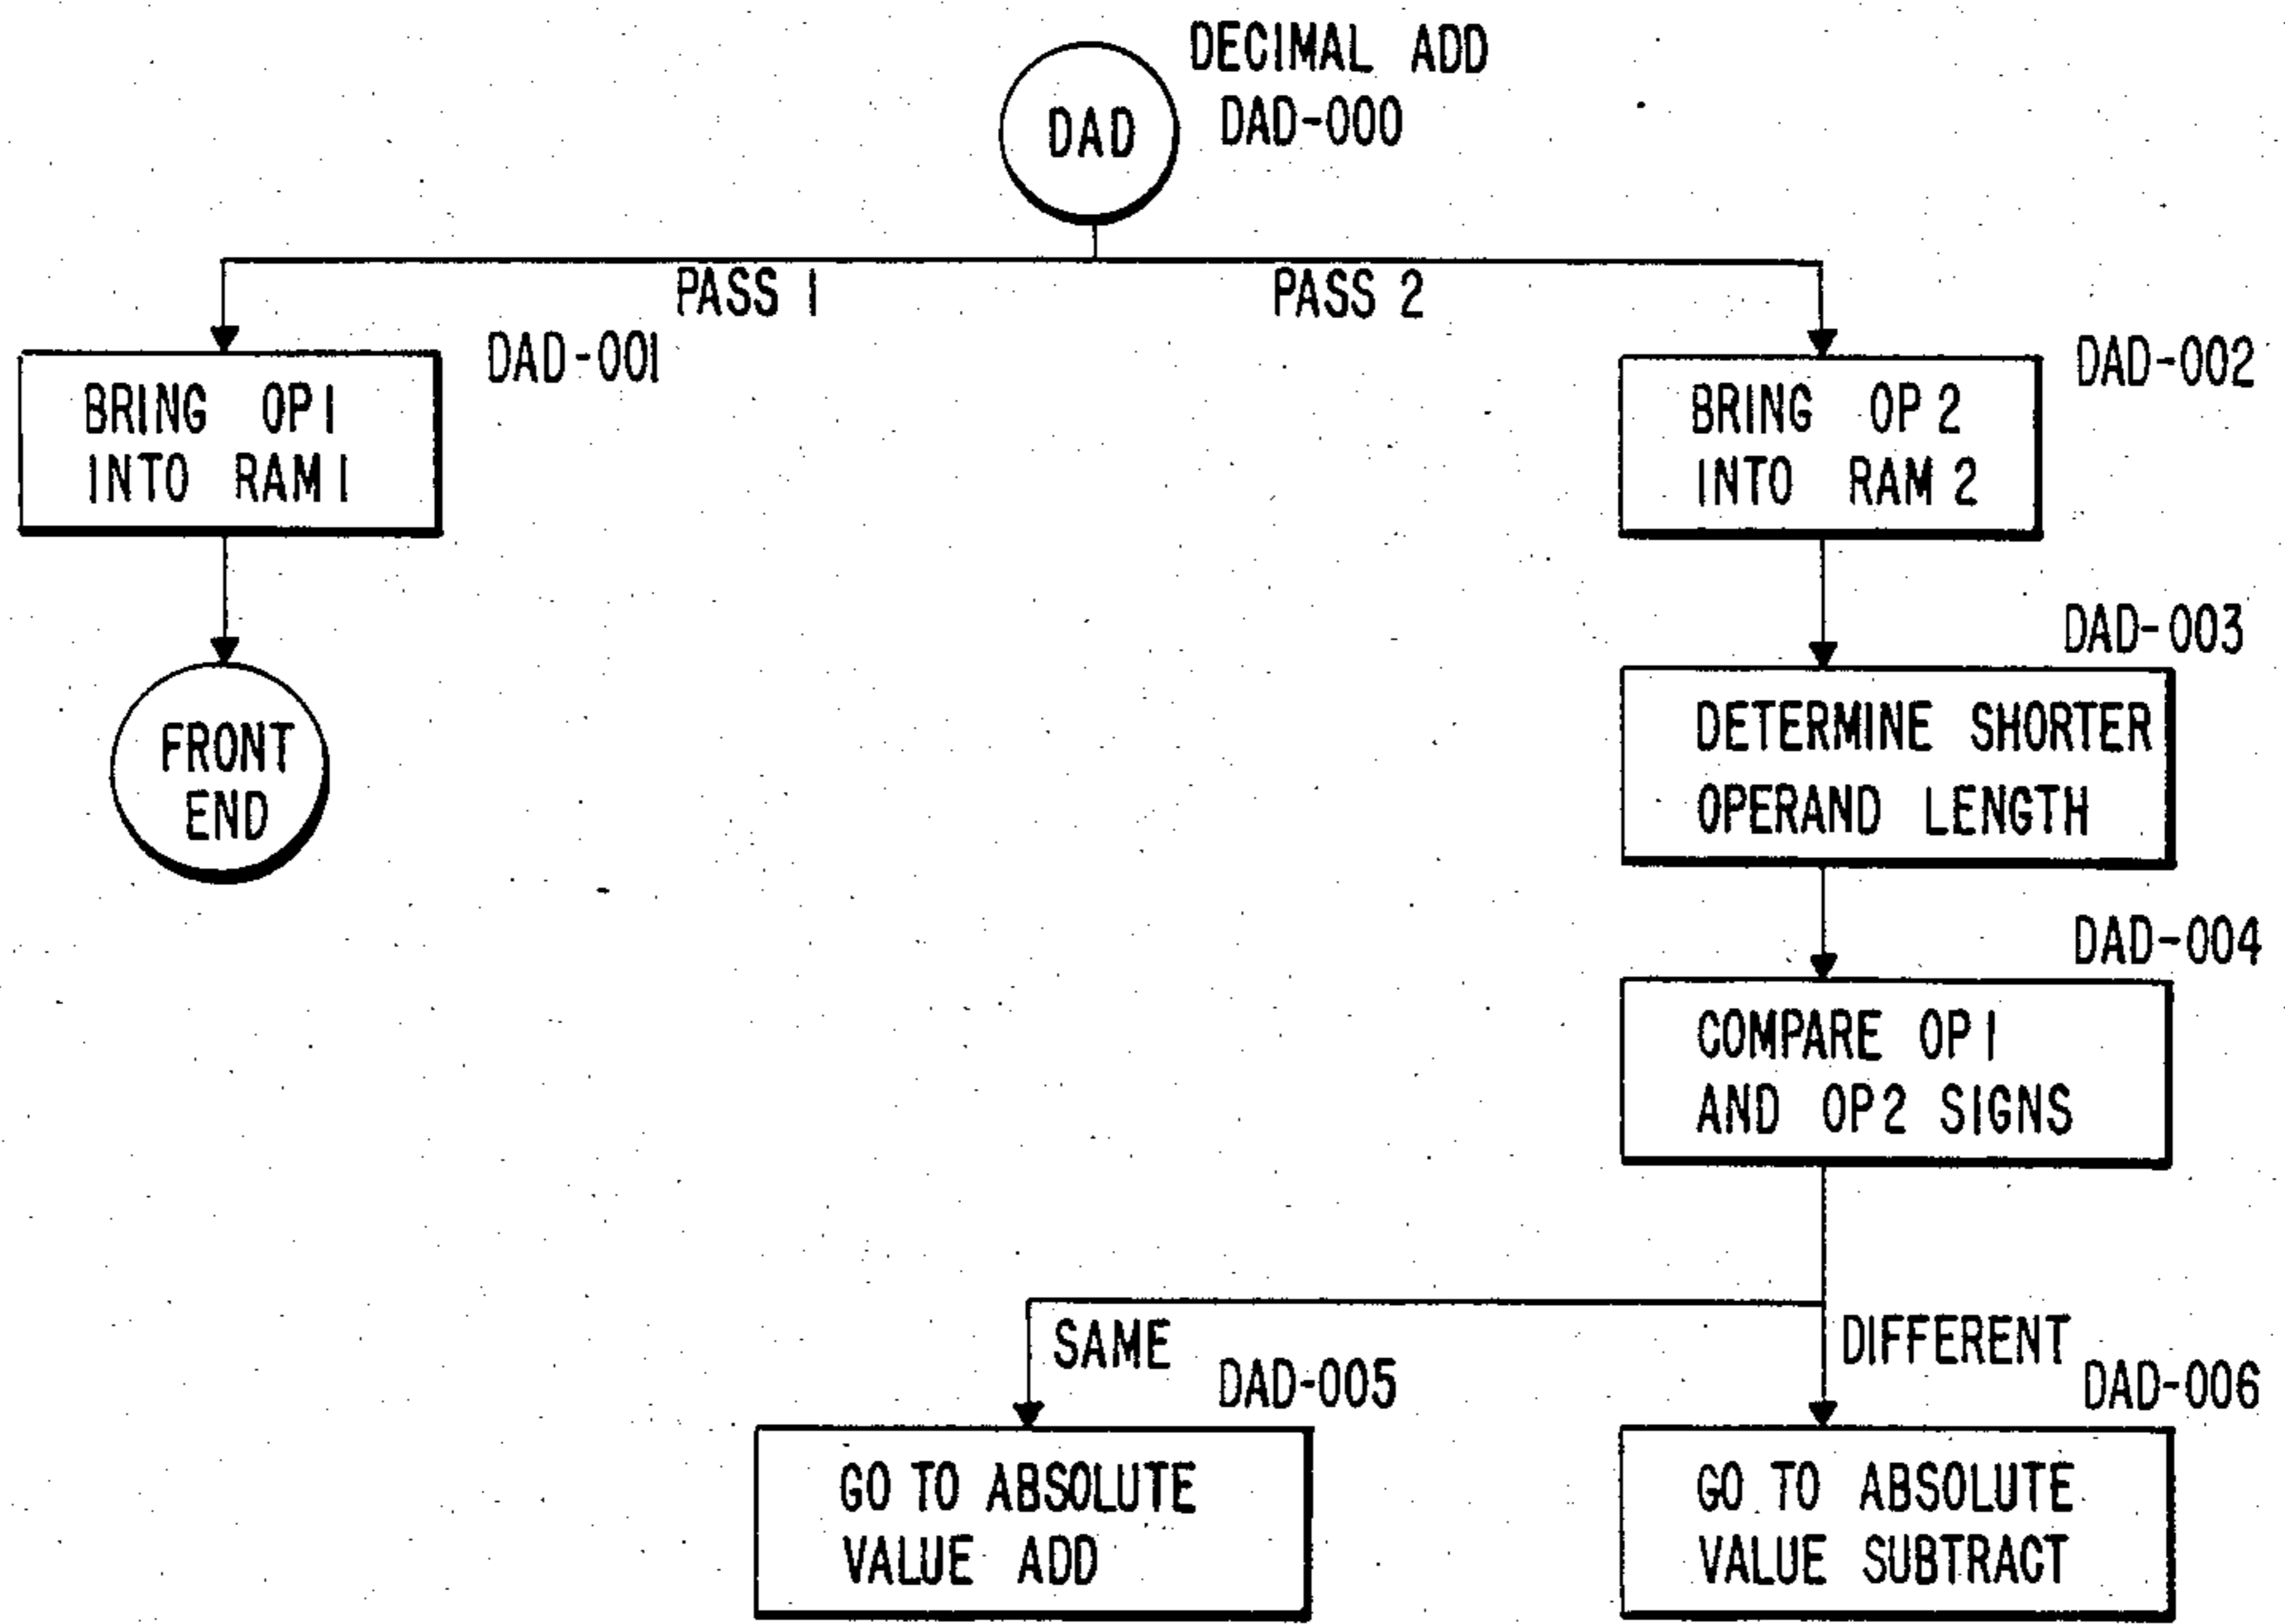 DECIMAL ADD
DAD-000
DAD
PASS 1
PASS 2
DAD-001
BRING OP1
INTO RAM1
DAD-002
BRING OP 2
INTO RAM 2
FRONT
END
DAD-003
DETERMINE SHORTER
OPERAND LENGTH
DAD-004
COMPARE OP1
AND OP2 SIGNS
SAME
DIFFERENT
DAD-005
GO TO ABSOLUTE
VALUE ADD
DAD-006
GO TO ABSOLUTE
VALUE SUBTRACT